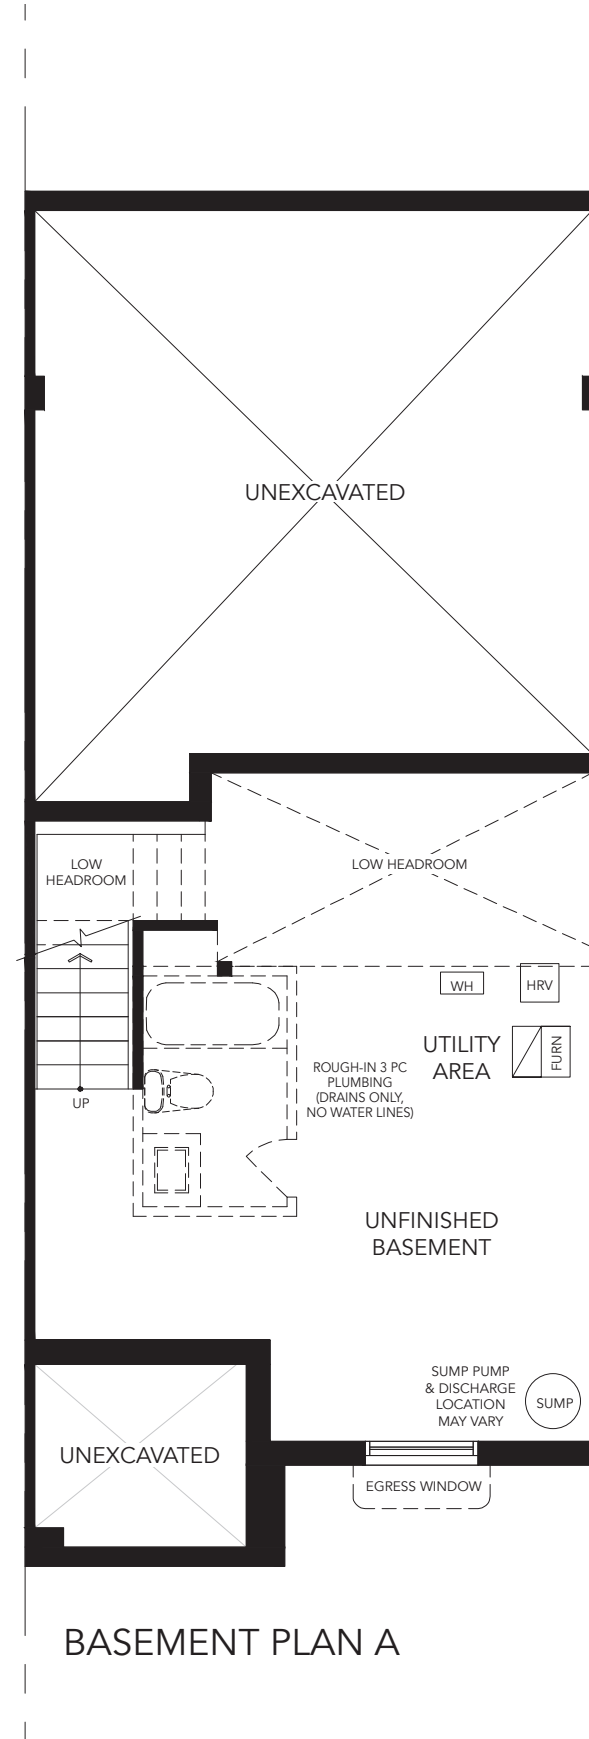 UNEXCAVATED
LOW
HEADROOM
LOW HEADROOM
WH
HRV
UTILITY
AREA
FURN
UP
ROUGH-IN 3 PC
PLUMBING
(DRAINS ONLY,
NO WATER LINES)
UNFINISHED
BASEMENT
SUMP PUMP
& DISCHARGE
LOCATION
MAY VARY
SUMP
UNEXCAVATED
EGRESS WINDOW
BASEMENT PLAN A